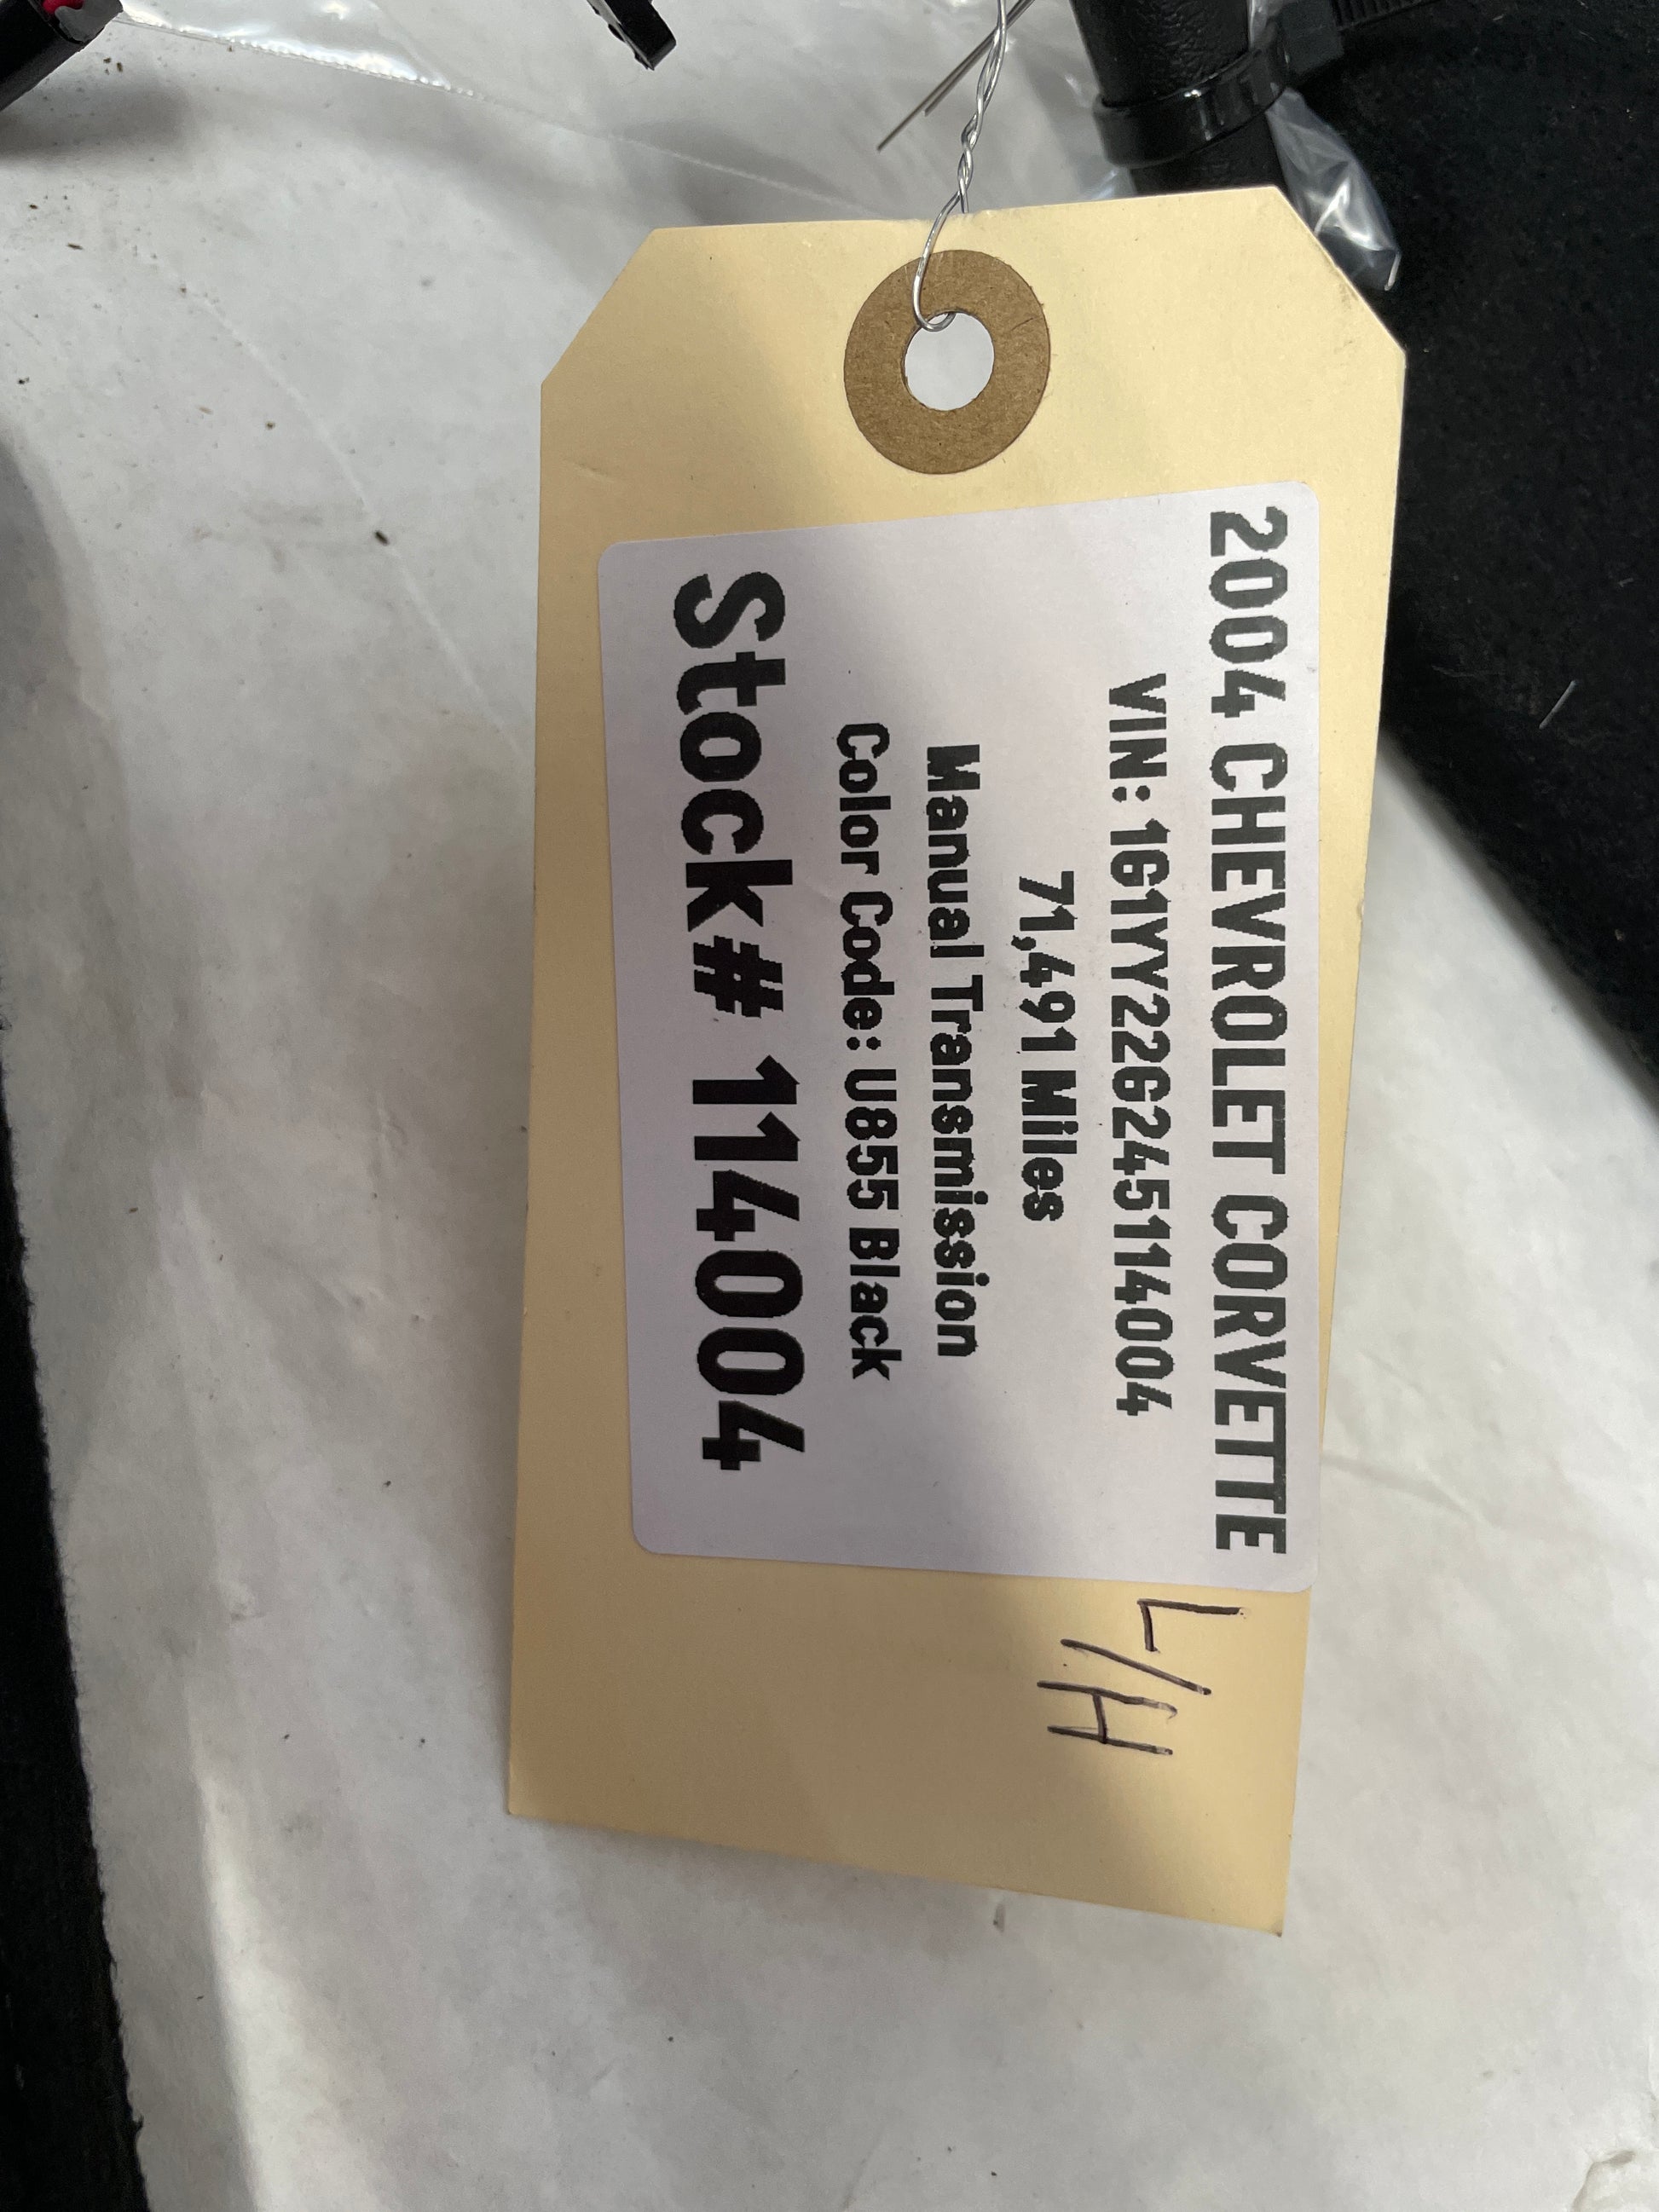 2004 CHEVROLET CORVETTE
VIN: 1G1YY22G245114004
71,491 Miles
Manual Transmission
Color Code: U855 Black
Stock# 114004
L/H